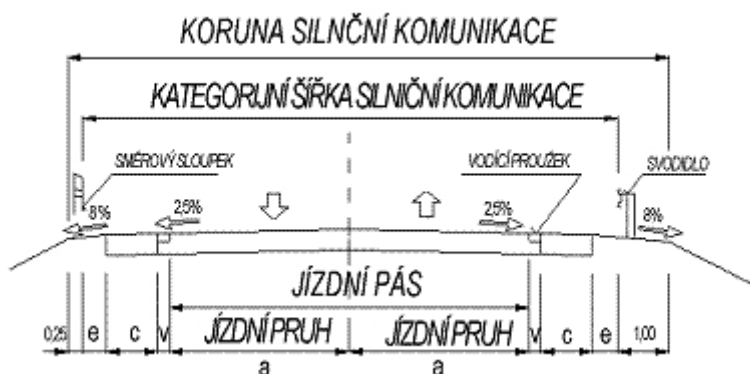 KORUNA SILNČNÍ KOMUNIKACE
KATEGORIJNÍ ŠÍŘKA SILNIČNÍ KOMUNIKACE
SMĚROVÝ SLOUPEK VODÍCÍ PROUŽEK SVODIDLO
8% 2,5% 2,5% 8%
JÍZDNÍ PÁS
0,25 e c v JÍZDNÍ PRUH JÍZDNÍ PRUH v c e 1,00
a a